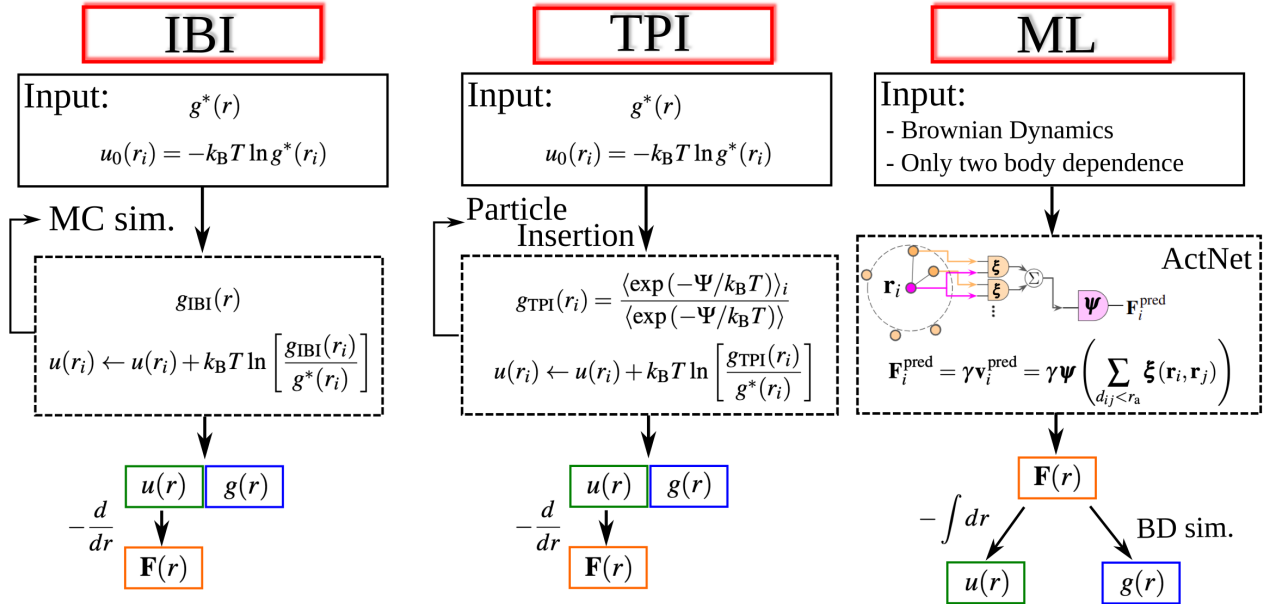 IBI
Input:
g*(r)
u₀(rᵢ) = −k_B T ln g*(rᵢ)
MC sim.
g_IBI(r)
u(rᵢ) ← u(rᵢ) + k_B T ln [g_IBI(rᵢ) / g*(rᵢ)]
u(r) g(r)
−d/dr
F(r)
TPI
Input:
g*(r)
u₀(rᵢ) = −k_B T ln g*(rᵢ)
Particle
Insertion
g_TPI(rᵢ) = ⟨exp(−Ψ/k_B T)⟩ᵢ / ⟨exp(−Ψ/k_B T)⟩
u(rᵢ) ← u(rᵢ) + k_B T ln [g_TPI(rᵢ) / g*(rᵢ)]
u(r) g(r)
−d/dr
F(r)
ML
Input:
- Brownian Dynamics
- Only two body dependence
ActNet
rᵢ ξ ξ ⋮ Σ ψ Fᵢ^pred
Fᵢ^pred = γvᵢ^pred = γψ(∑_{d_ij<r_a} ξ(rᵢ, rⱼ))
F(r)
−∫dr
BD sim.
u(r) g(r)